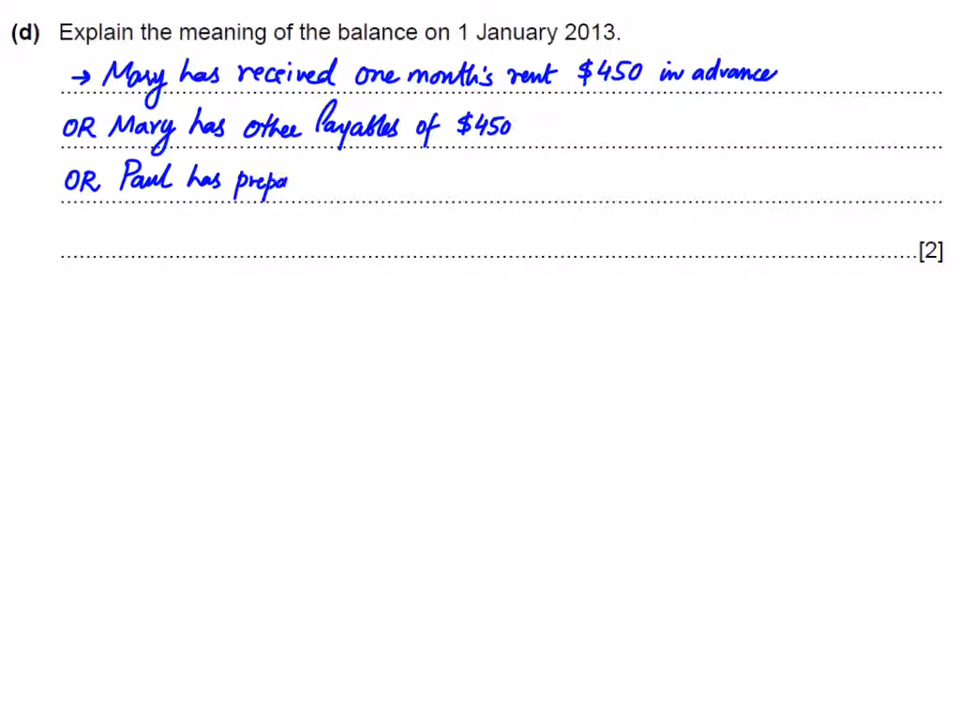 (d) Explain the meaning of the balance on 1 January 2013.
→ Mary has received one month's rent $450 in advance
OR Mary has other Payables of $450
OR Paul has prepa
[2]